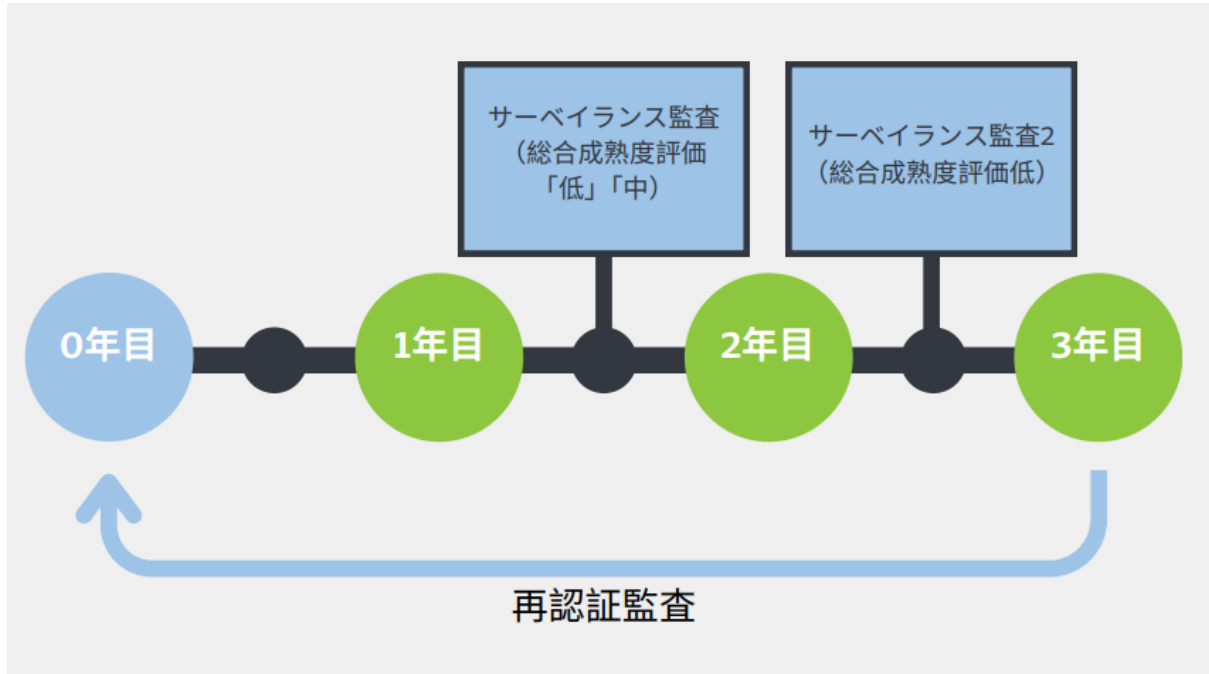 サーベイランス監査
（総合成熟度評価
「低」「中）
サーベイランス監査2
（総合成熟度評価低）
0年目
1年目
2年目
3年目
再認証監査